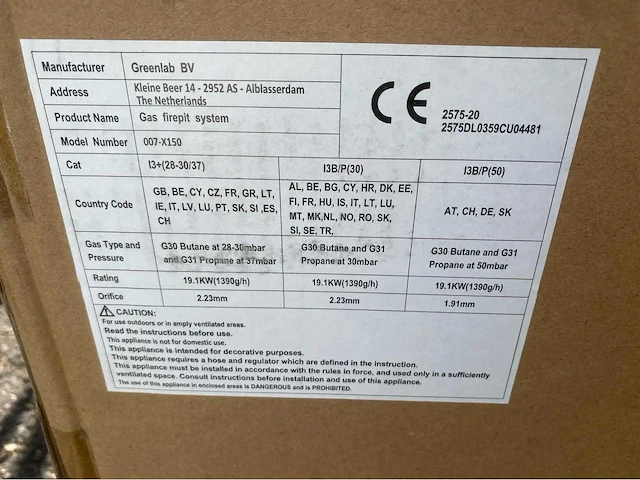 Manufacturer Greenlab BV
Address Kleine Beer 14 - 2952 AS - Alblasserdam
The Netherlands
Product Name Gas firepit system
Model Number 007-X150
CE 2575-20
2575DL0359CU04481
Cat I3+(28-30/37) I3B/P(30) I3B/P(50)
Country Code
GB, BE, CY, CZ, FR, GR, LT,
IE, IT, LV, LU, PT, SK, SI ,ES,
CH
AL, BE, BG, CY, HR, DK, EE,
FI, FR, HU, IS, IT, LT, LU,
MT, MK,NL, NO, RO, SK,
SI, SE, TR,
AT, CH, DE, SK
Gas Type and
Pressure
G30 Butane at 28-30mbar
and G31 Propane at 37mbar
G30 Butane and G31
Propane at 30mbar
G30 Butane and G31
Propane at 50mbar
Rating 19.1KW(1390g/h) 19.1KW(1390g/h) 19.1KW(1390g/h)
Orifice 2.23mm 2.23mm 1.91mm
CAUTION:
For use outdoors or in amply ventilated areas.
Read the instructions before use.
This appliance is not for domestic use.
This appliance is intended for decorative purposes.
This appliance requires a hose and regulator which are defined in the instruction.
This appliance must be installed in accordance with the rules in force, and used only in a sufficiently
ventilated space. Consult instructions before installation and use of this appliance.
The use of this appliance in enclosed areas is DANGEROUS and is PROHIBITED.